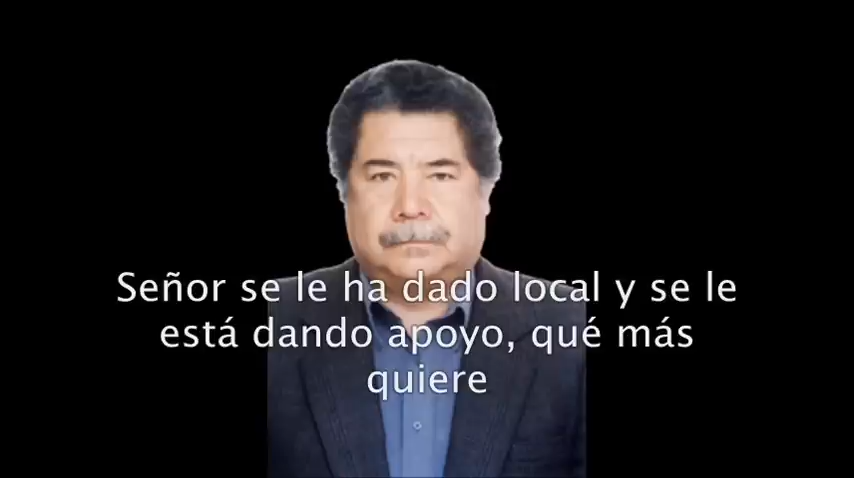 Señor se le ha dado local y se le
está dando apoyo, qué más
quiere